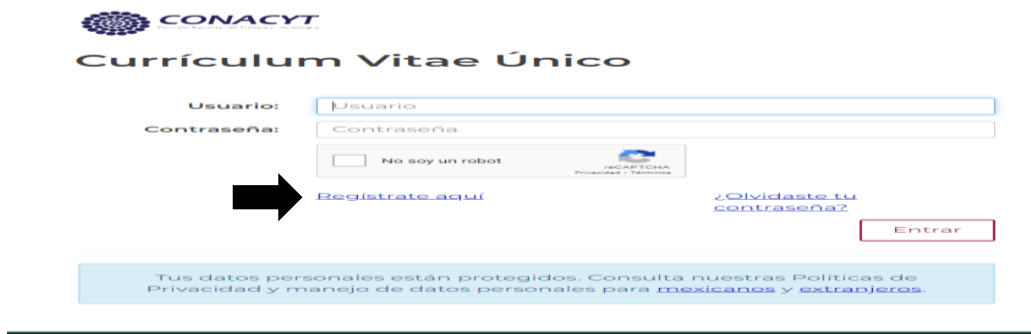 CONACYT
Currículum Vitae Único
Usuario: Usuario
Contraseña: Contraseña
No soy un robot
reCAPTCHA
Privacidad - Términos
Regístrate aquí ¿Olvidaste tu
contraseña?
Entrar
Tus datos personales están protegidos. Consulta nuestras Políticas de
Privacidad y manejo de datos personales para mexicanos y extranjeros.